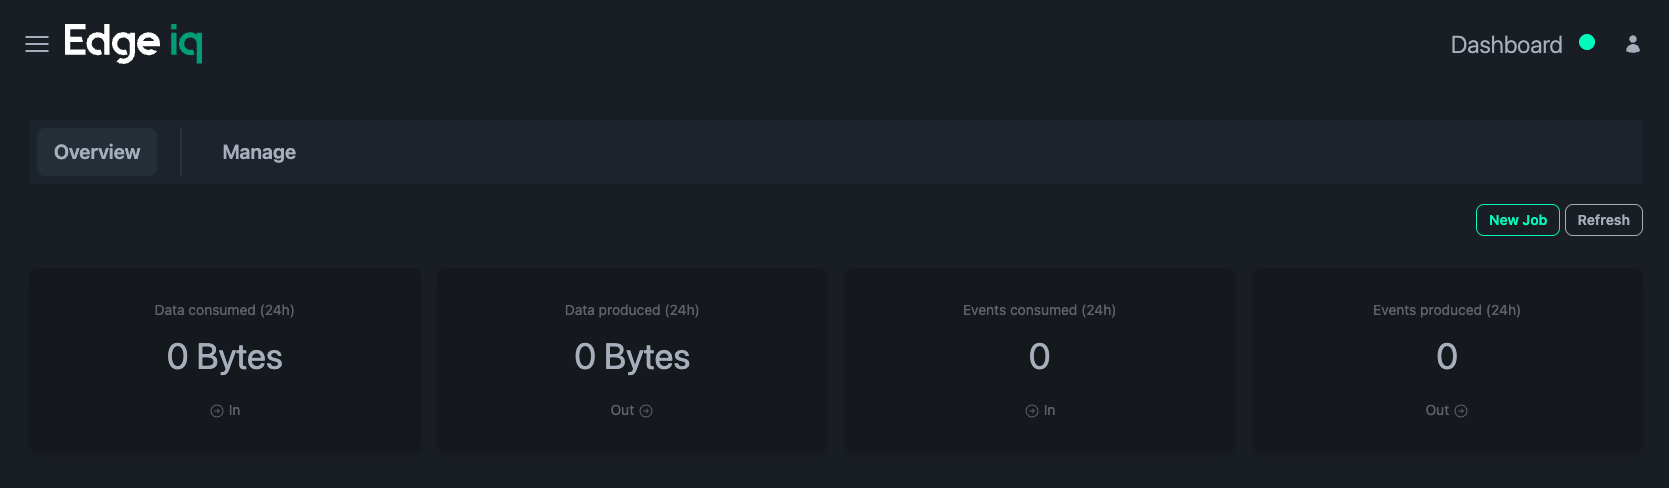 Edge iq
Dashboard
Overview
Manage
New Job
Refresh
Data consumed (24h)
0 Bytes
In
Data produced (24h)
0 Bytes
Out
Events consumed (24h)
0
In
Events produced (24h)
0
Out